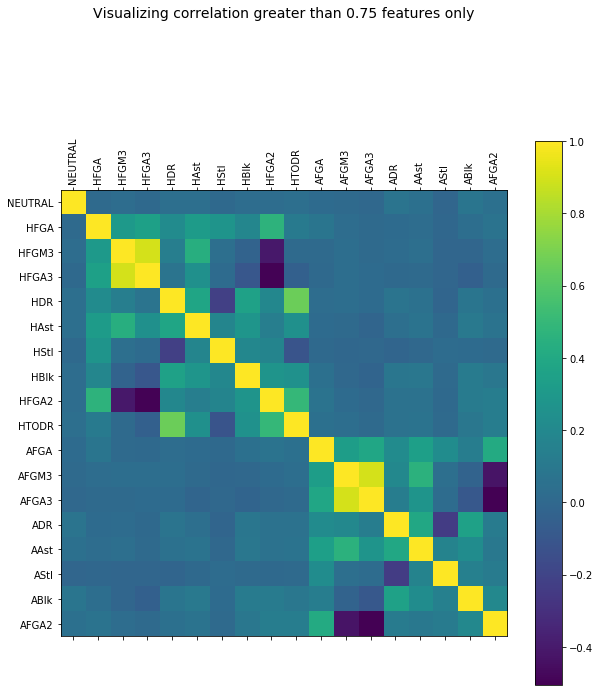 Visualizing correlation greater than 0.75 features only
NEUTRAL HFGA HFGM3 HFGA3 HDR HAst HStl HBlk HFGA2 HTODR AFGA AFGM3 AFGA3 ADR AAst AStl ABlk AFGA2
NEUTRAL
HFGA
HFGM3
HFGA3
HDR
HAst
HStl
HBlk
HFGA2
HTODR
AFGA
AFGM3
AFGA3
ADR
AAst
AStl
ABlk
AFGA2
1.0
0.8
0.6
0.4
0.2
0.0
−0.2
−0.4